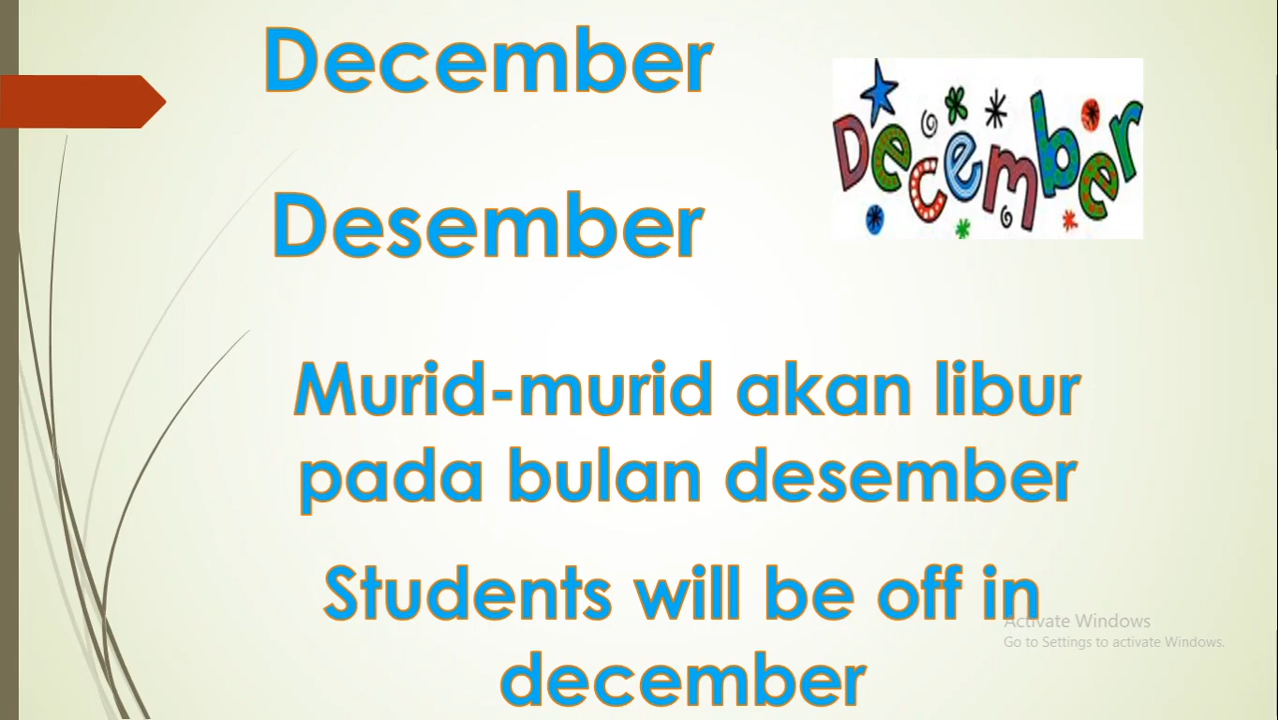 December
December
Desember
Murid-murid akan libur
pada bulan desember
Students will be off in
december
Activate Windows
Go to Settings to activate Windows.